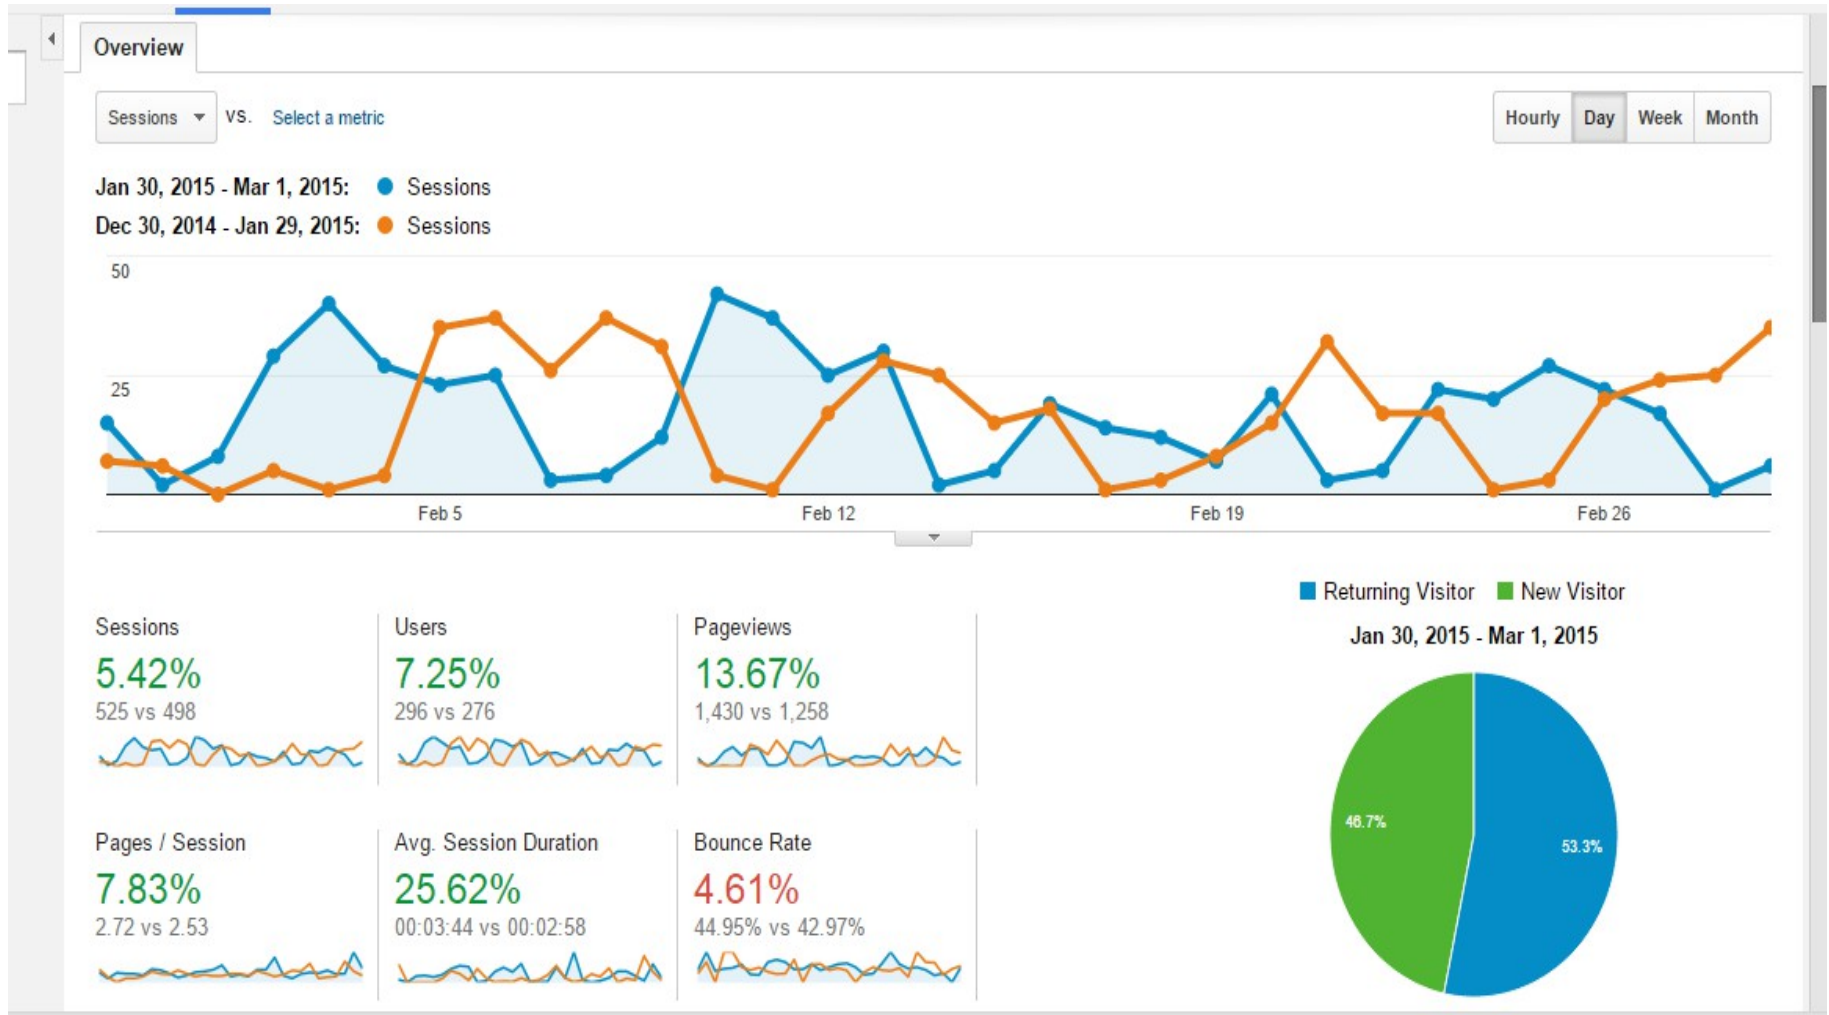 Overview
Sessions vs. Select a metric
Hourly Day Week Month
Jan 30, 2015 - Mar 1, 2015: Sessions
Dec 30, 2014 - Jan 29, 2015: Sessions
50
25
Feb 5 Feb 12 Feb 19 Feb 26
Returning Visitor New Visitor
Jan 30, 2015 - Mar 1, 2015
46.7%
53.3%
Sessions
5.42%
525 vs 498
Users
7.25%
296 vs 276
Pageviews
13.67%
1,430 vs 1,258
Pages / Session
7.83%
2.72 vs 2.53
Avg. Session Duration
25.62%
00:03:44 vs 00:02:58
Bounce Rate
4.61%
44.95% vs 42.97%